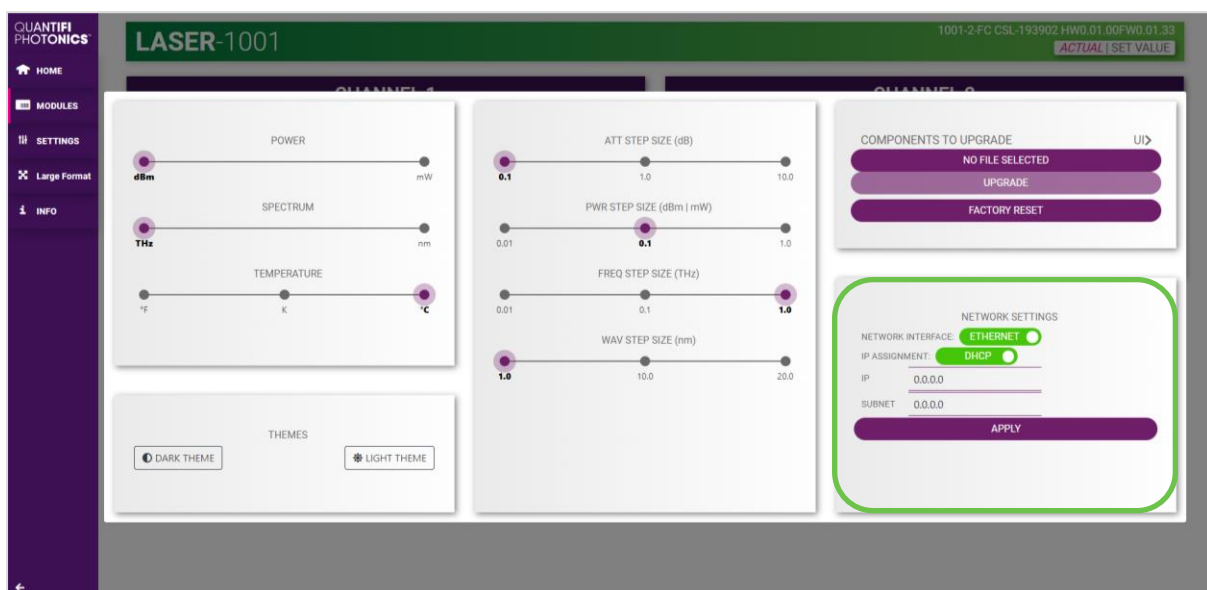 QUANTIFI
PHOTONICS
HOME
MODULES
SETTINGS
Large Format
INFO
LASER-1001
1001-2-FC CSL-193902 HW0.01.00FW0.01.33
ACTUAL | SET VALUE
CHANNEL 1
CHANNEL 2
POWER
dBm mW
SPECTRUM
THz nm
TEMPERATURE
°F K °C
THEMES
DARK THEME LIGHT THEME
ATT STEP SIZE (dB)
0.1 1.0 10.0
PWR STEP SIZE (dBm | mW)
0.01 0.1 1.0
FREQ STEP SIZE (THz)
0.01 0.1 1.0
WAV STEP SIZE (nm)
1.0 10.0 20.0
COMPONENTS TO UPGRADE UI>
NO FILE SELECTED
UPGRADE
FACTORY RESET
NETWORK SETTINGS
NETWORK INTERFACE: ETHERNET
IP ASSIGNMENT: DHCP
IP 0.0.0.0
SUBNET 0.0.0.0
APPLY